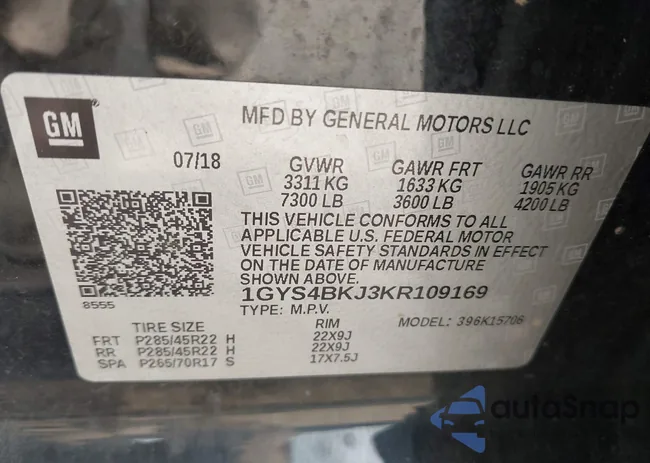 GM
MFD BY GENERAL MOTORS LLC
07/18 GVWR GAWR FRT GAWR RR
3311 KG 1633 KG 1905 KG
7300 LB 3600 LB 4200 LB
THIS VEHICLE CONFORMS TO ALL
APPLICABLE U.S. FEDERAL MOTOR
VEHICLE SAFETY STANDARDS IN EFFECT
ON THE DATE OF MANUFACTURE
SHOWN ABOVE.
1GYS4BKJ3KR109169
8555
TYPE: M.P.V. MODEL: 396K15706
TIRE SIZE RIM
FRT P285/45R22 H 22X9J
RR P285/45R22 H 22X9J
SPA P265/70R17 S 17X7.5J
autoSnap